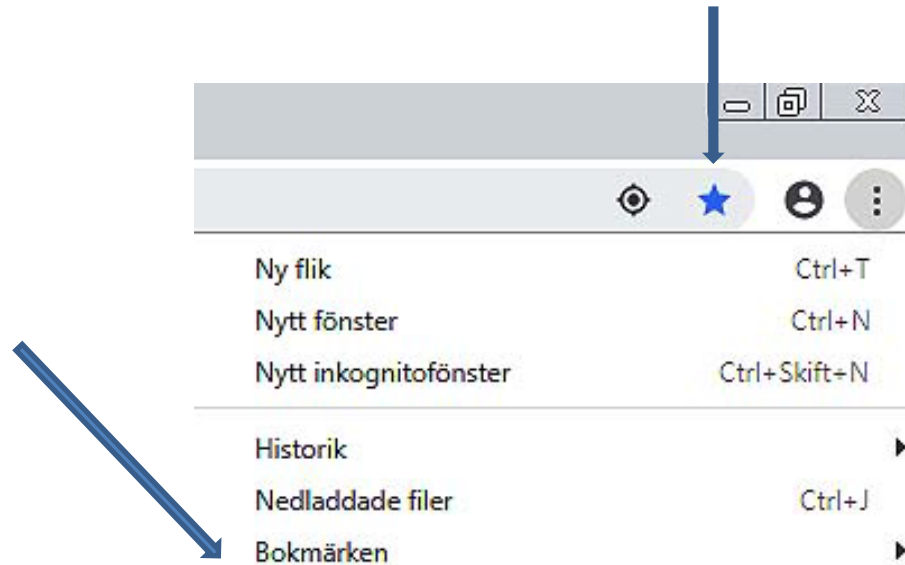 Ny flik Ctrl+T
Nytt fönster Ctrl+N
Nytt inkognitofönster Ctrl+Skift+N
Historik
Nedladdade filer Ctrl+J
Bokmärken